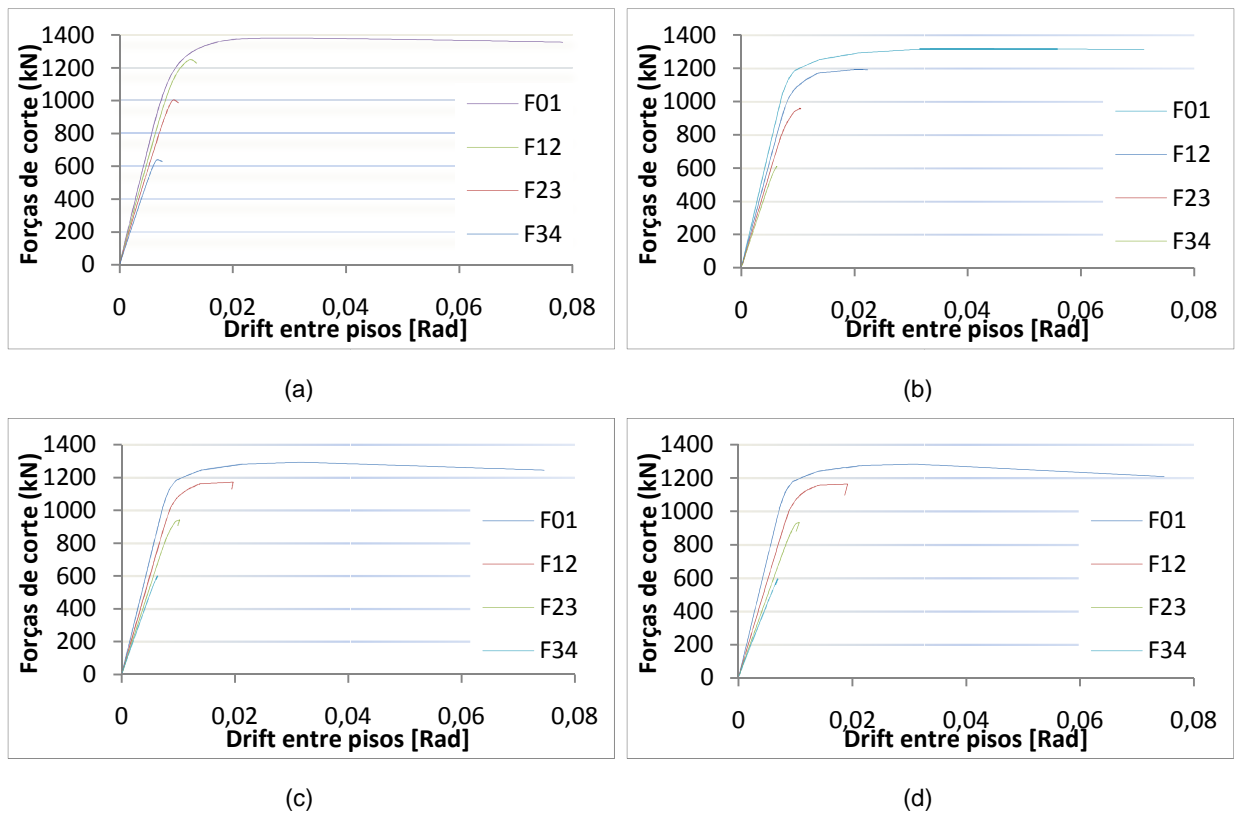 Forças de corte (kN)
1400
1200
1000
800
600
400
200
0
F01
F12
F23
F34
0 0,02 0,04 0,06 0,08
Drift entre pisos [Rad]
(a)
Forças de corte (kN)
1400
1200
1000
800
600
400
200
0
F01
F12
F23
F34
0 0,02 0,04 0,06 0,08
Drift entre pisos [Rad]
(b)
Forças de corte (kN)
1400
1200
1000
800
600
400
200
0
F01
F12
F23
F34
0 0,02 0,04 0,06 0,08
Drift entre pisos [Rad]
(c)
Forças de corte (kN)
1400
1200
1000
800
600
400
200
0
F01
F12
F23
F34
0 0,02 0,04 0,06 0,08
Drift entre pisos [Rad]
(d)